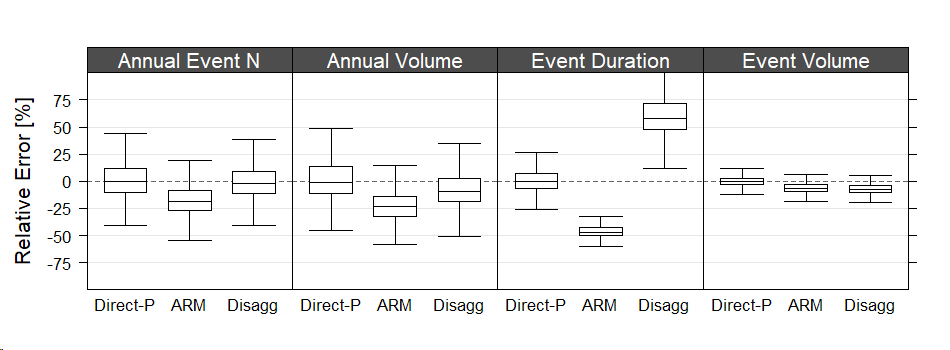 Annual Event N Annual Volume Event Duration Event Volume
Relative Error [%]
75
50
25
0
-25
-50
-75
Direct-P ARM Disagg Direct-P ARM Disagg Direct-P ARM Disagg Direct-P ARM Disagg